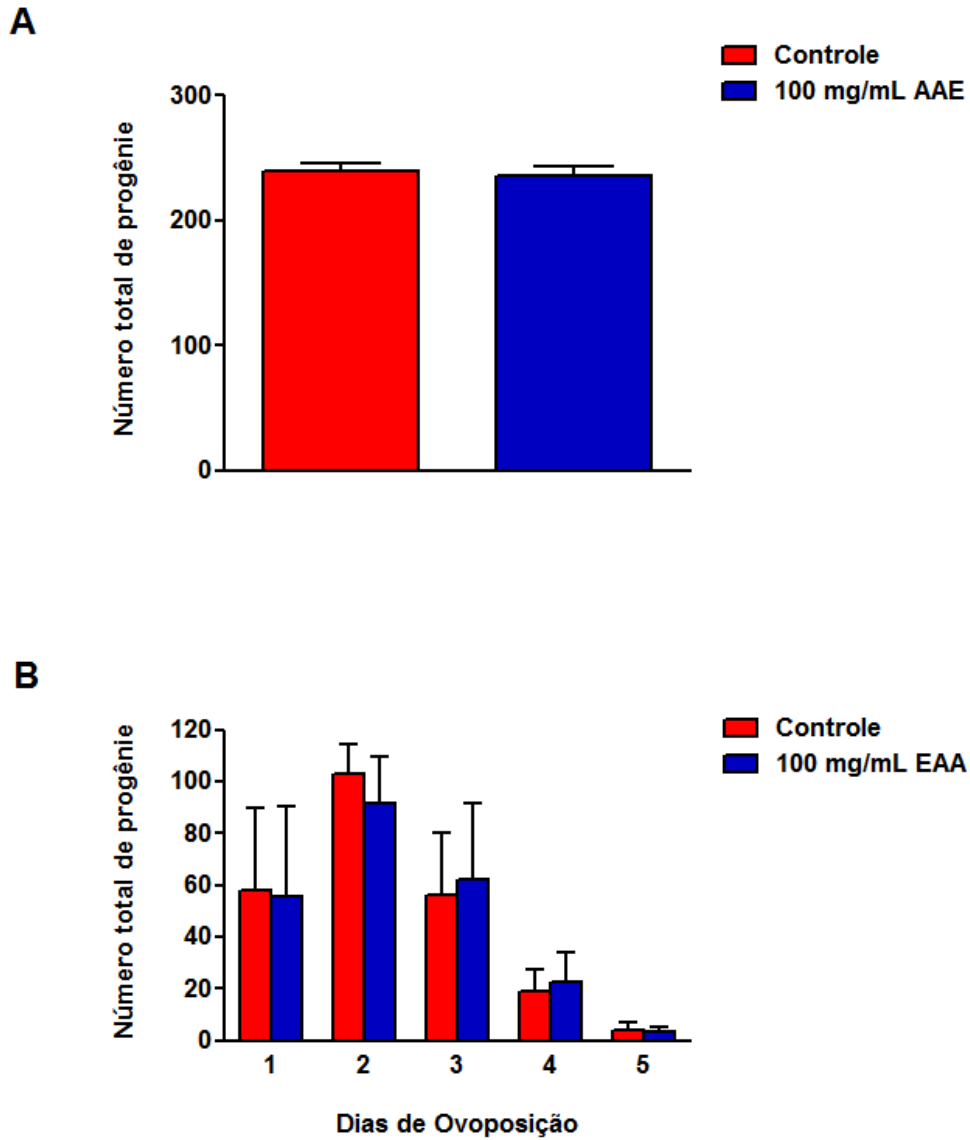 A
Controle
100 mg/mL AAE
Número total de progênie
300
200
100
0
B
Controle
100 mg/mL EAA
Número total de progênie
120
100
80
60
40
20
0
1 2 3 4 5
Dias de Ovoposição